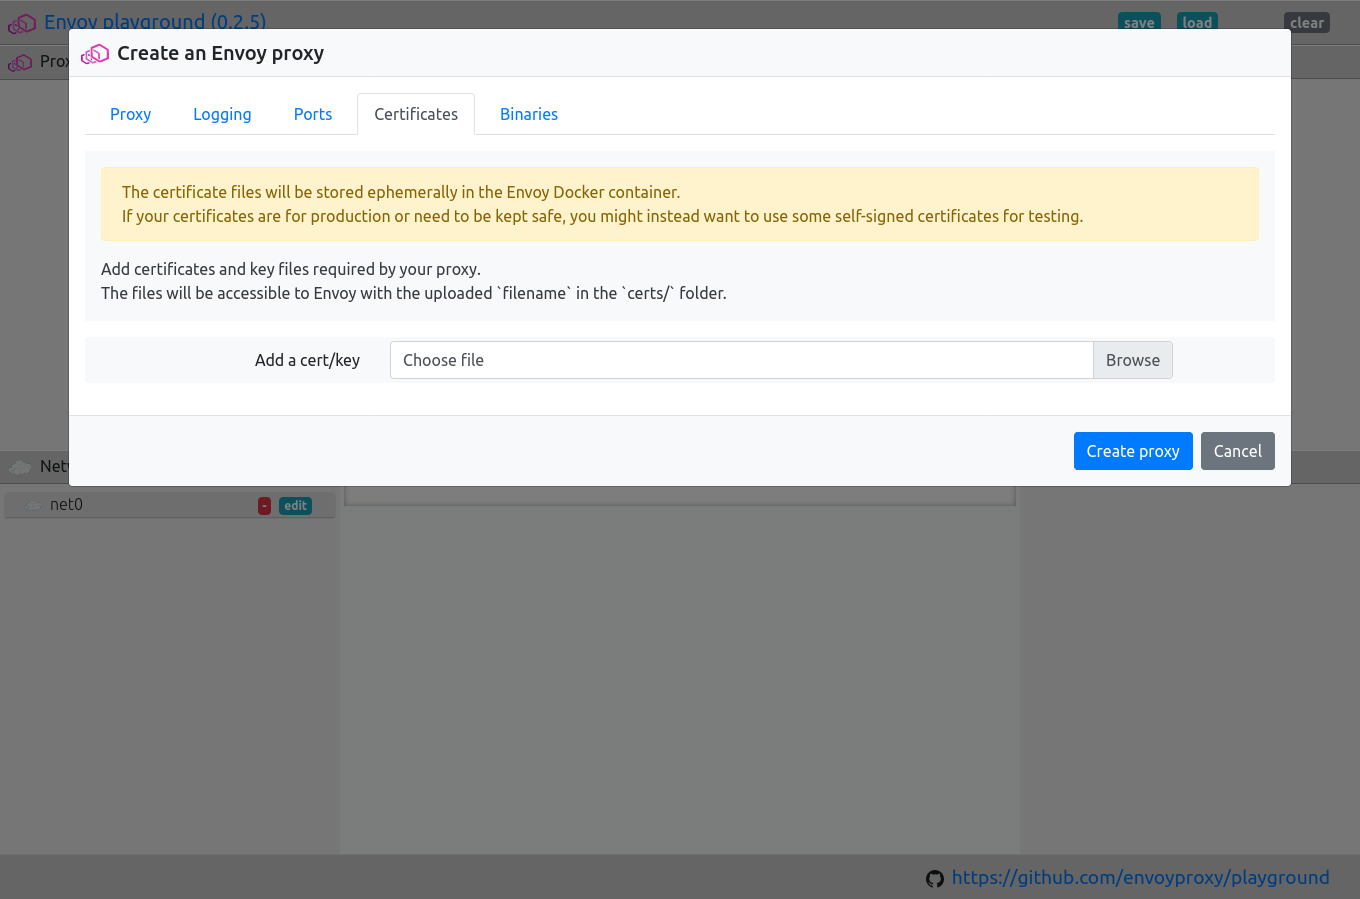 Envoy playground (0.2.5)
save
load
clear
Create an Envoy proxy
Proxy
Logging
Ports
Certificates
Binaries
The certificate files will be stored ephemerally in the Envoy Docker container.
If your certificates are for production or need to be kept safe, you might instead want to use some self-signed certificates for testing.
Add certificates and key files required by your proxy.
The files will be accessible to Envoy with the uploaded `filename` in the `certs/` folder.
Add a cert/key
Choose file
Browse
Create proxy
Cancel
net0
-
edit
https://github.com/envoyproxy/playground